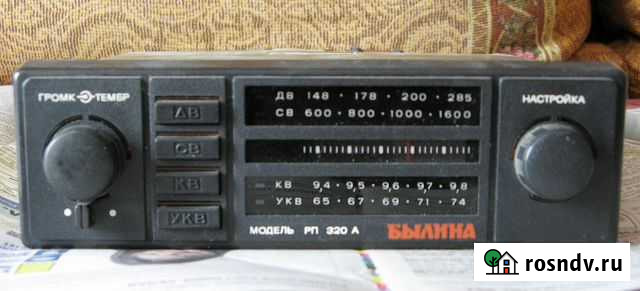 ГРОМК ТЕМБР
ДВ
СВ
КВ
УКВ
ДВ 148 · 178 · 200 · 285
СВ 600 · 800 · 1000 · 1600
КВ 9,4 · 9,5 · 9,6 · 9,7 · 9,8
УКВ 65 · 67 · 69 · 71 · 74
МОДЕЛЬ РП 320 А БЫЛИНА
НАСТРОЙКА
rosndv.ru